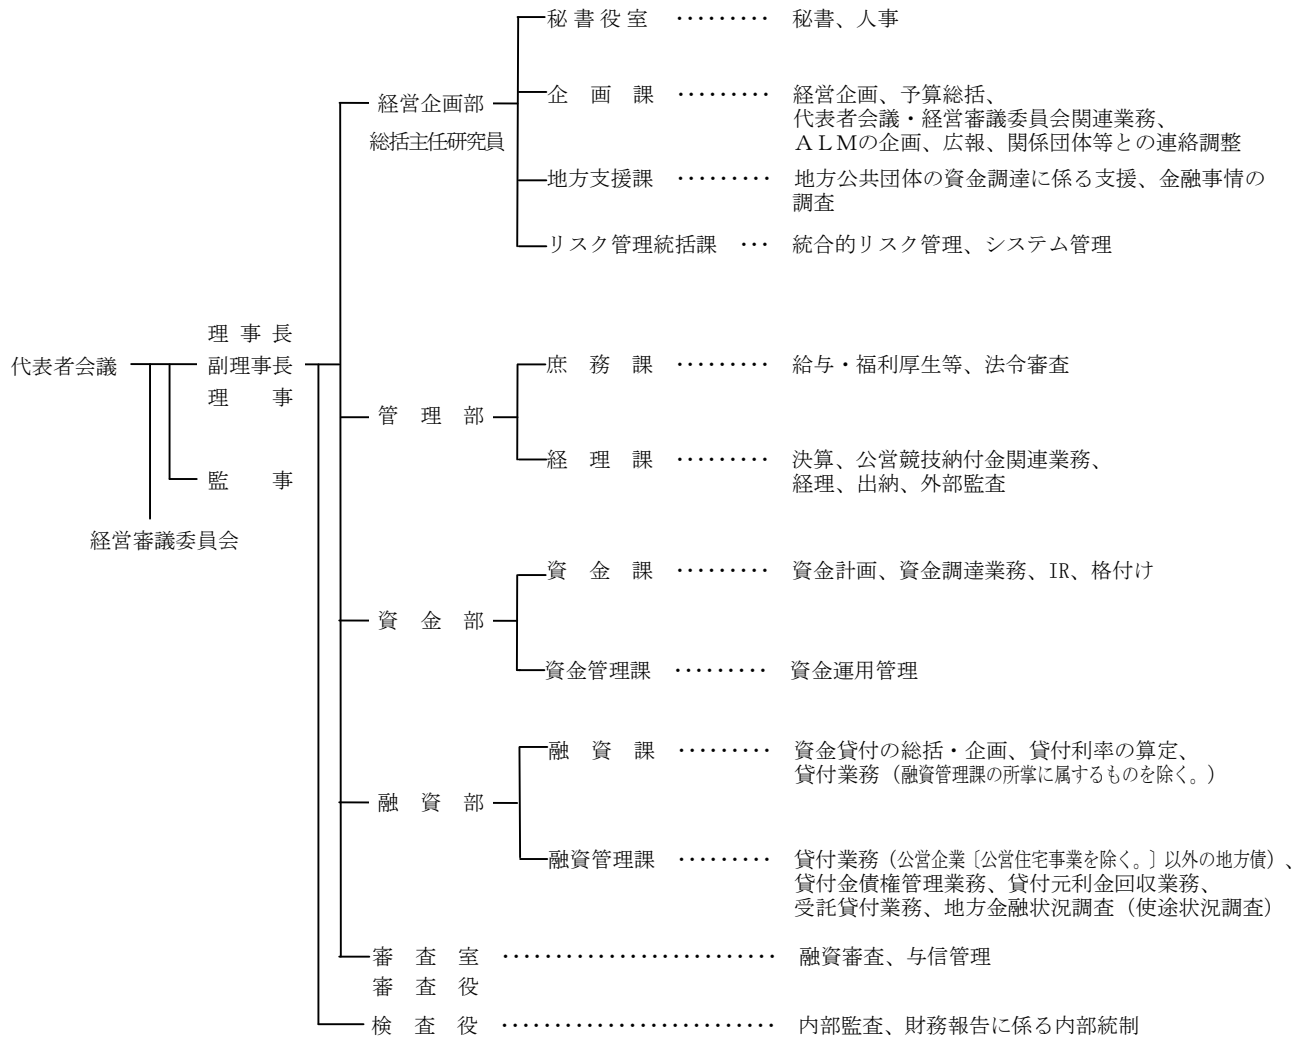 秘書役室 ・・・・・・・・・ 秘書、人事
経営企画部
総括主任研究員
企画課 ・・・・・・・・・ 経営企画、予算総括、
代表者会議・経営審議委員会関連業務、
ＡＬＭの企画、広報、関係団体等との連絡調整
地方支援課 ・・・・・・・・・ 地方公共団体の資金調達に係る支援、金融事情の
調査
リスク管理統括課 ・・・ 統合的リスク管理、システム管理
代表者会議
理事長
副理事長
理事
監事
経営審議委員会
管理部
庶務課 ・・・・・・・・・ 給与・福利厚生等、法令審査
経理課 ・・・・・・・・・ 決算、公営競技納付金関連業務、
経理、出納、外部監査
資金部
資金課 ・・・・・・・・・ 資金計画、資金調達業務、IR、格付け
資金管理課 ・・・・・・・・・ 資金運用管理
融資部
融資課 ・・・・・・・・・ 資金貸付の総括・企画、貸付利率の算定、
貸付業務（融資管理課の所掌に属するものを除く。）
融資管理課 ・・・・・・・・・ 貸付業務（公営企業〔公営住宅事業を除く。〕以外の地方債）、
貸付金債権管理業務、貸付元利金回収業務、
受託貸付業務、地方金融状況調査（使途状況調査）
審査室 ・・・・・・・・・・・・・・・・・・・・・・・・・・ 融資審査、与信管理
審査役
検査役 ・・・・・・・・・・・・・・・・・・・・・・・・・・ 内部監査、財務報告に係る内部統制